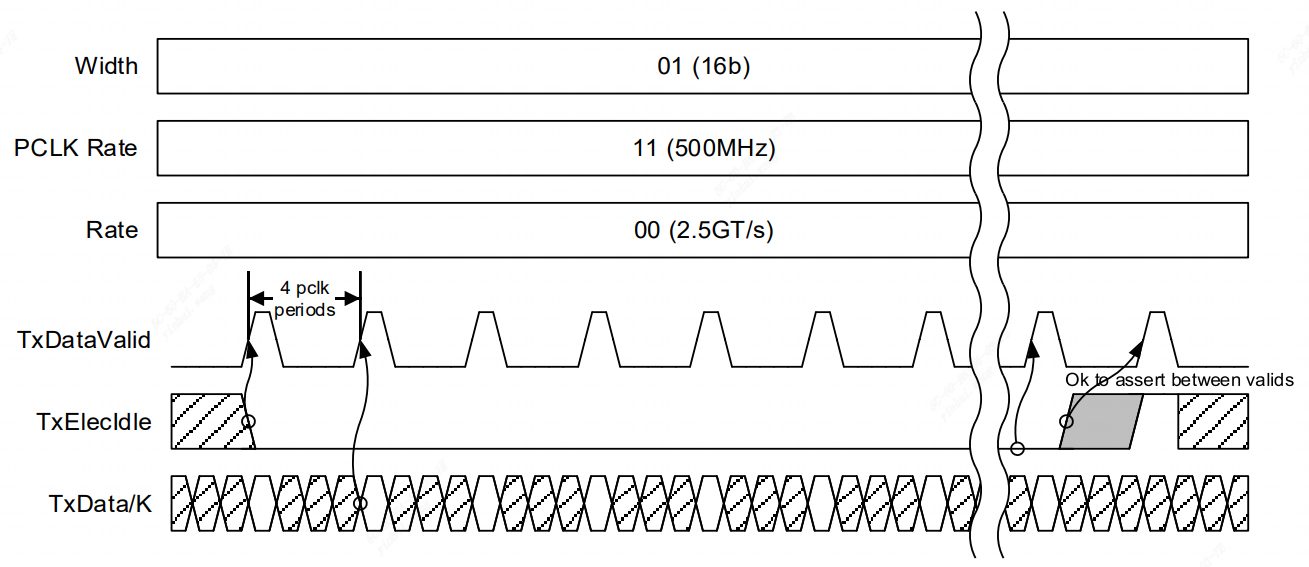 Width
01 (16b)
PCLK Rate
11 (500MHz)
Rate
00 (2.5GT/s)
4 pclk
periods
TxDataValid
Ok to assert between valids
TxElecIdle
TxData/K